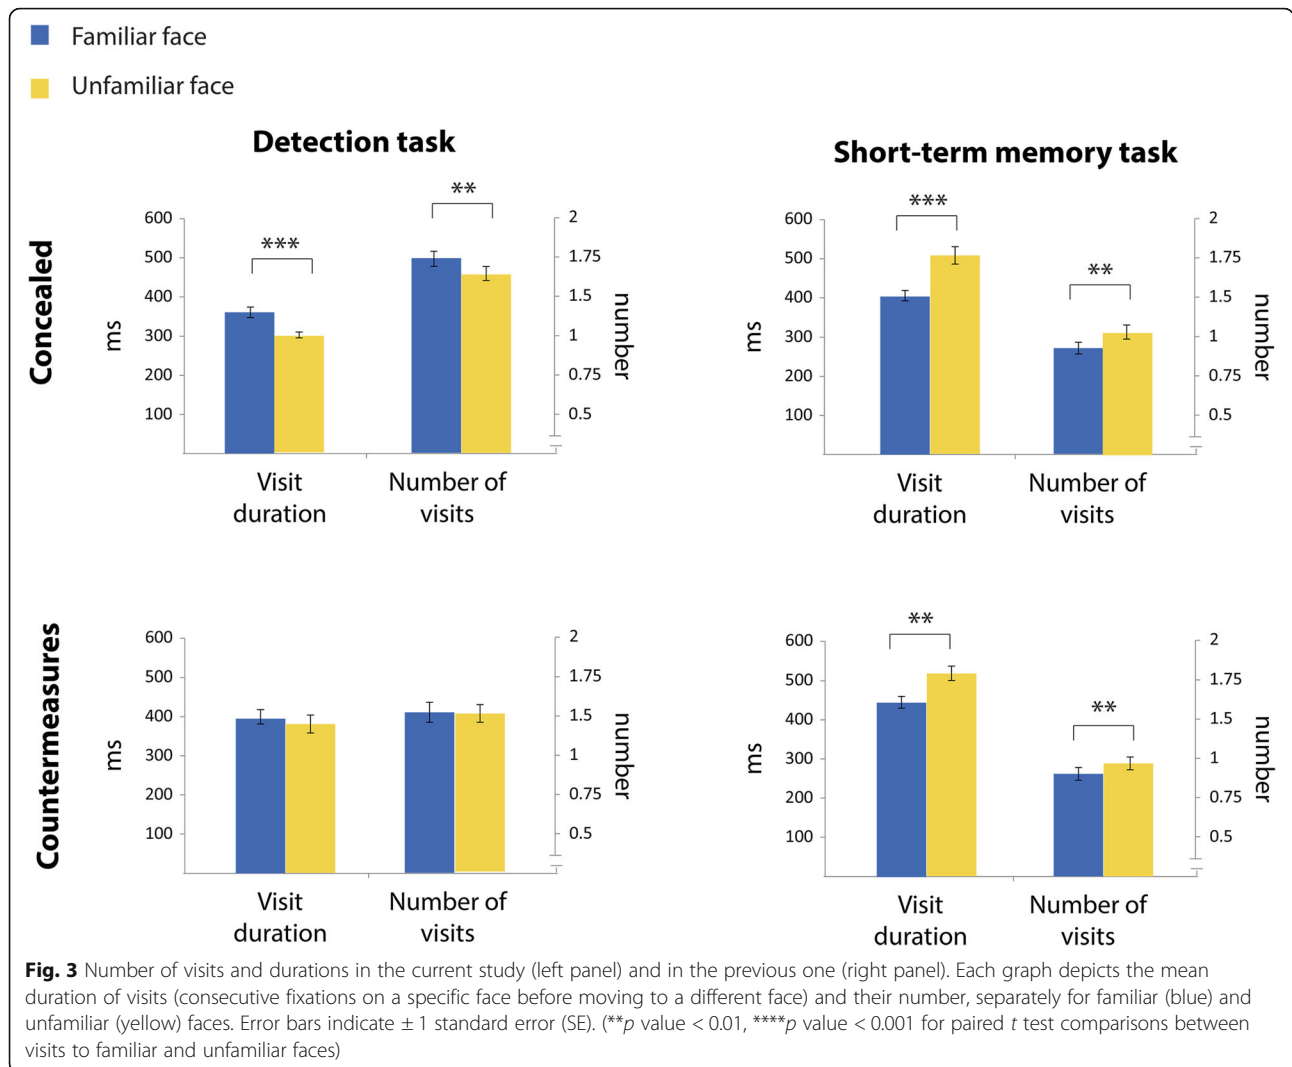 Familiar face
Unfamiliar face
Detection task
Short-term memory task
Concealed
600
500
400
300
200
100
ms
***
**
2
1.75
1.5
1
0.75
0.5
number
Visit
duration
Number of
visits
600
500
400
300
200
100
ms
***
**
2
1.75
1.5
1
0.75
0.5
number
Visit
duration
Number of
visits
Countermeasures
600
500
400
300
200
100
ms
2
1.75
1.5
1
0.75
0.5
number
Visit
duration
Number of
visits
600
500
400
300
200
100
ms
**
**
2
1.75
1.5
1
0.75
0.5
number
Visit
duration
Number of
visits
Fig. 3 Number of visits and durations in the current study (left panel) and in the previous one (right panel). Each graph depicts the mean
duration of visits (consecutive fixations on a specific face before moving to a different face) and their number, separately for familiar (blue) and
unfamiliar (yellow) faces. Error bars indicate ± 1 standard error (SE). (**p value < 0.01, ****p value < 0.001 for paired t test comparisons between
visits to familiar and unfamiliar faces)